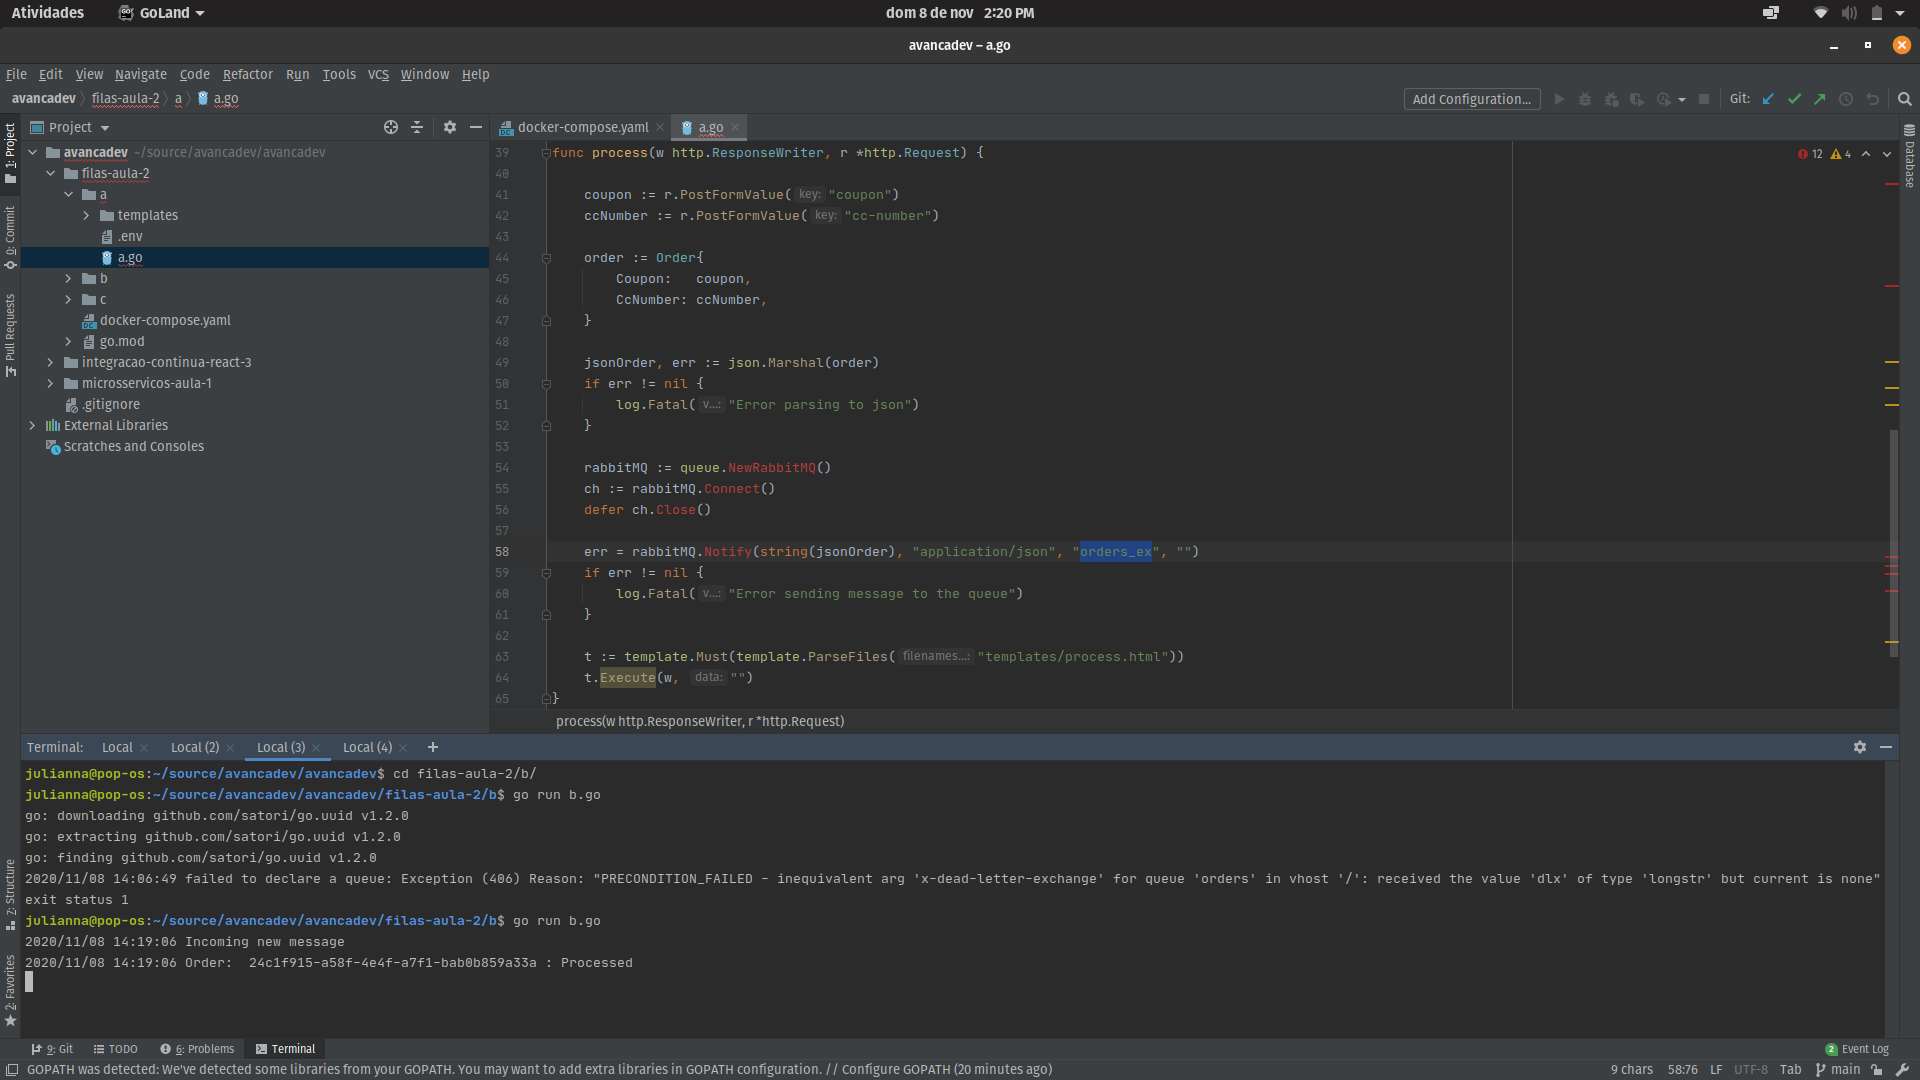 Atividades GoLand dom 8 de nov 2:20 PM
avancadev – a.go
File Edit View Navigate Code Refactor Run Tools VCS Window Help
avancadev filas-aula-2 a a.go Add Configuration... Git:
Project docker-compose.yaml a.go
1: Project
0: Commit
Pull Requests
7: Structure
2: Favorites
Database
avancadev ~/source/avancadev/avancadev
filas-aula-2
a
templates
.env
a.go
b
c
docker-compose.yaml
go.mod
integracao-continua-react-3
microsservicos-aula-1
.gitignore
External Libraries
Scratches and Consoles
12 4
39 func process(w http.ResponseWriter, r *http.Request) {
40
41 coupon := r.PostFormValue( key: "coupon")
42 ccNumber := r.PostFormValue( key: "cc-number")
43
44 order := Order{
45 Coupon: coupon,
46 CcNumber: ccNumber,
47 }
48
49 jsonOrder, err := json.Marshal(order)
50 if err != nil {
51 log.Fatal( v...: "Error parsing to json")
52 }
53
54 rabbitMQ := queue.NewRabbitMQ()
55 ch := rabbitMQ.Connect()
56 defer ch.Close()
57
58 err = rabbitMQ.Notify(string(jsonOrder), "application/json", "orders_ex", "")
59 if err != nil {
60 log.Fatal( v...: "Error sending message to the queue")
61 }
62
63 t := template.Must(template.ParseFiles( filenames...: "templates/process.html"))
64 t.Execute(w, data: "")
65 }
process(w http.ResponseWriter, r *http.Request)
Terminal: Local Local (2) Local (3) Local (4) +
julianna@pop-os:~/source/avancadev/avancadev$ cd filas-aula-2/b/
julianna@pop-os:~/source/avancadev/avancadev/filas-aula-2/b$ go run b.go
go: downloading github.com/satori/go.uuid v1.2.0
go: extracting github.com/satori/go.uuid v1.2.0
go: finding github.com/satori/go.uuid v1.2.0
2020/11/08 14:06:49 failed to declare a queue: Exception (406) Reason: "PRECONDITION_FAILED - inequivalent arg 'x-dead-letter-exchange' for queue 'orders' in vhost '/': received the value 'dlx' of type 'longstr' but current is none"
exit status 1
julianna@pop-os:~/source/avancadev/avancadev/filas-aula-2/b$ go run b.go
2020/11/08 14:19:06 Incoming new message
2020/11/08 14:19:06 Order:  24c1f915-a58f-4e4f-a7f1-bab0b859a33a : Processed
9: Git TODO 6: Problems Terminal 2 Event Log
GOPATH was detected: We've detected some libraries from your GOPATH. You may want to add extra libraries in GOPATH configuration. // Configure GOPATH (20 minutes ago) 9 chars 58:76 LF UTF-8 Tab main